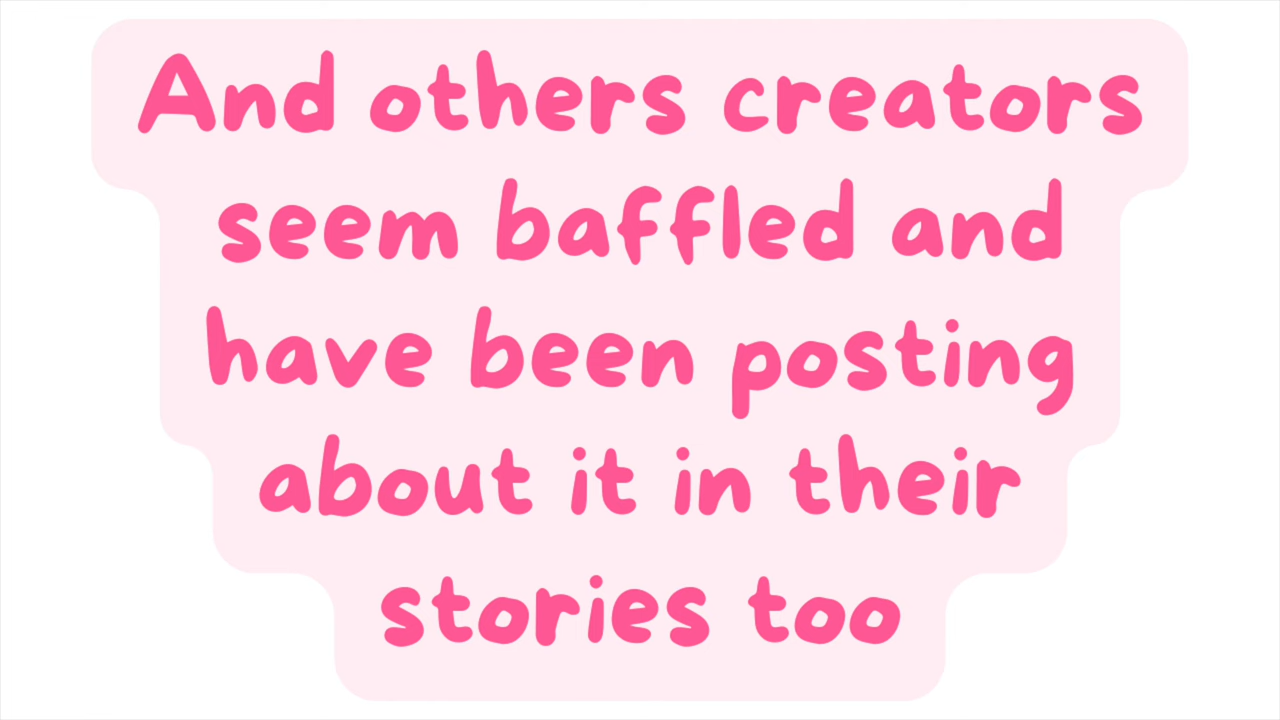 And others creators
seem baffled and
have been posting
about it in their
stories too